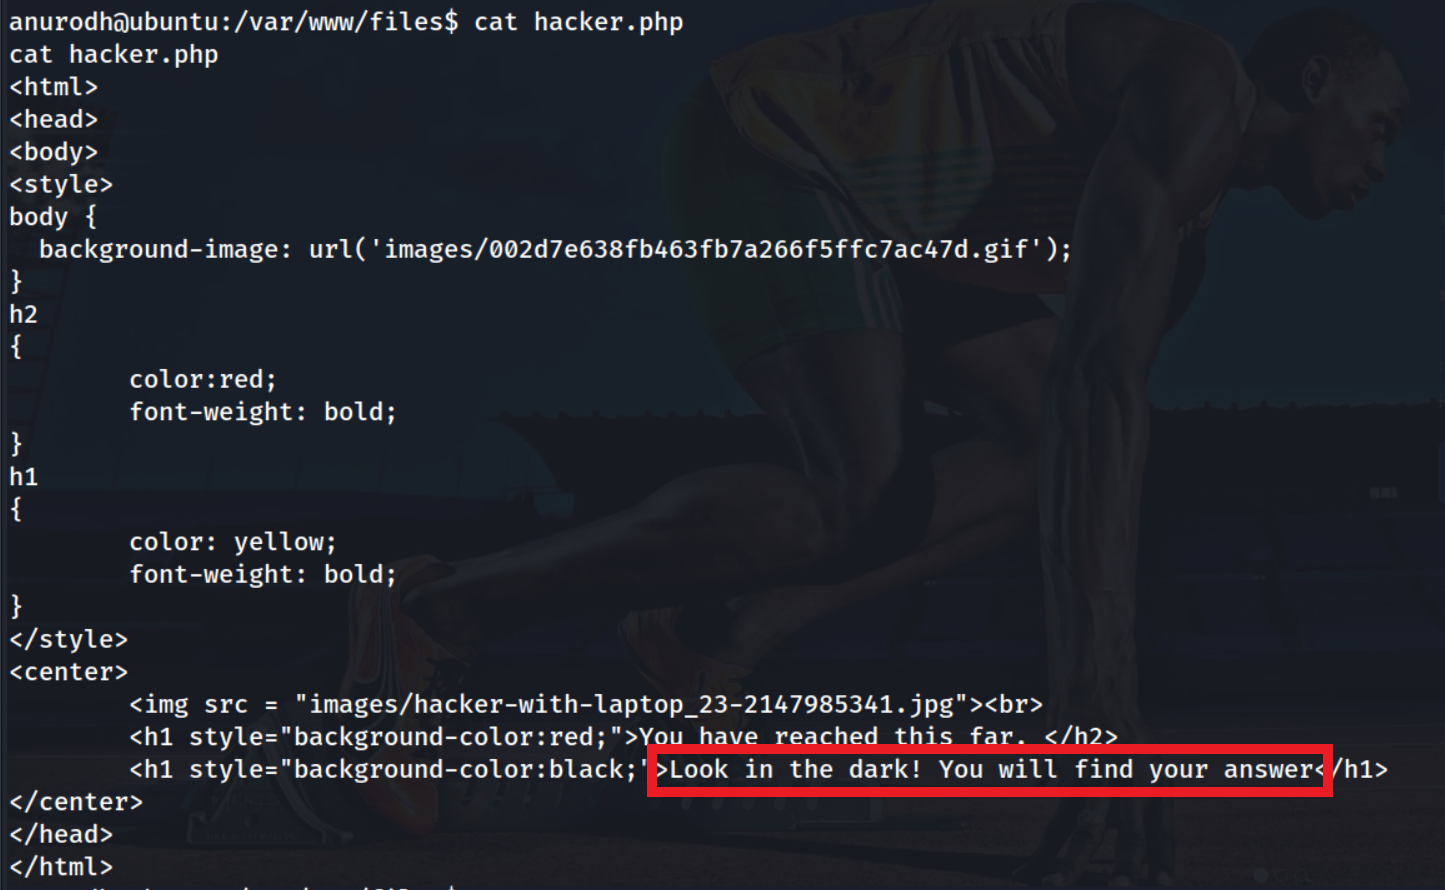 anurodh@ubuntu:/var/www/files$ cat hacker.php
cat hacker.php
<html>
<head>
<body>
<style>
body {
  background-image: url('images/002d7e638fb463fb7a266f5ffc7ac47d.gif');
}
h2
{
        color:red;
        font-weight: bold;
}
h1
{
        color: yellow;
        font-weight: bold;
}
</style>
<center>
        <img src = "images/hacker-with-laptop_23-2147985341.jpg"><br>
        <h1 style="background-color:red;">You have reached this far. </h2>
        <h1 style="background-color:black;">Look in the dark! You will find your answer</h1>
</center>
</head>
</html>